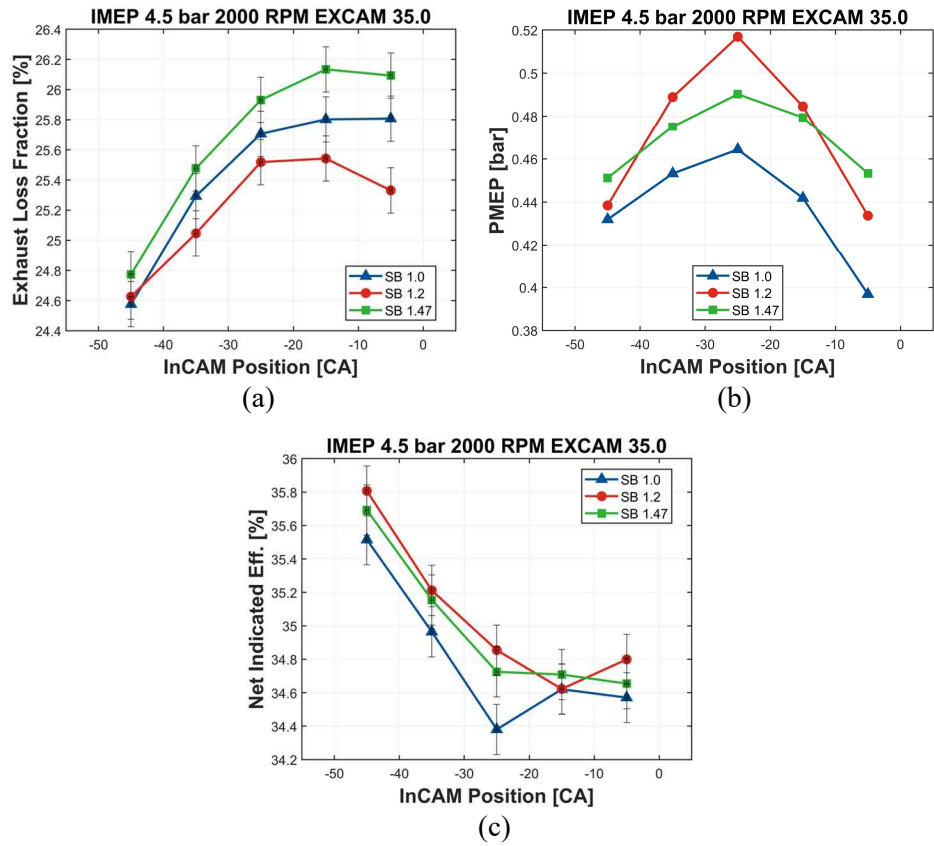 IMEP 4.5 bar 2000 RPM EXCAM 35.0
Exhaust Loss Fraction [%]
26.4
26.2
26
25.8
25.6
25.4
25.2
25
24.8
24.6
24.4
SB 1.0
SB 1.2
SB 1.47
-50 -40 -30 -20 -10 0
InCAM Position [CA]
(a)
IMEP 4.5 bar 2000 RPM EXCAM 35.0
PMEP [bar]
0.52
0.5
0.48
0.46
0.44
0.42
0.4
0.38
SB 1.0
SB 1.2
SB 1.47
-50 -40 -30 -20 -10 0
InCAM Position [CA]
(b)
IMEP 4.5 bar 2000 RPM EXCAM 35.0
Net Indicated Eff. [%]
36
35.8
35.6
35.4
35.2
35
34.8
34.6
34.4
34.2
SB 1.0
SB 1.2
SB 1.47
-50 -40 -30 -20 -10 0
InCAM Position [CA]
(c)